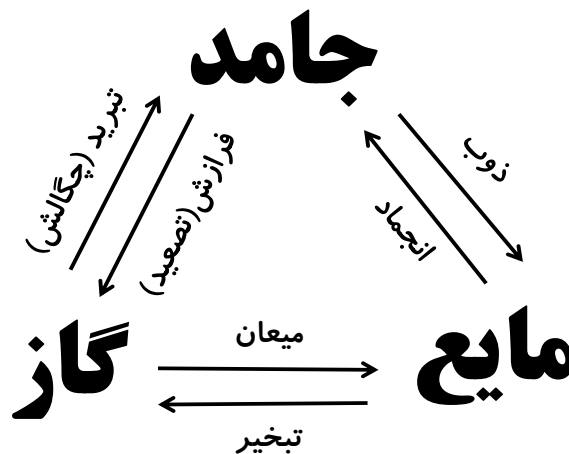 جامد
ذوب
انجماد
تبرید (چگالش)
فرازش(تصعید)
گاز
میعان
مایع
تبخیر